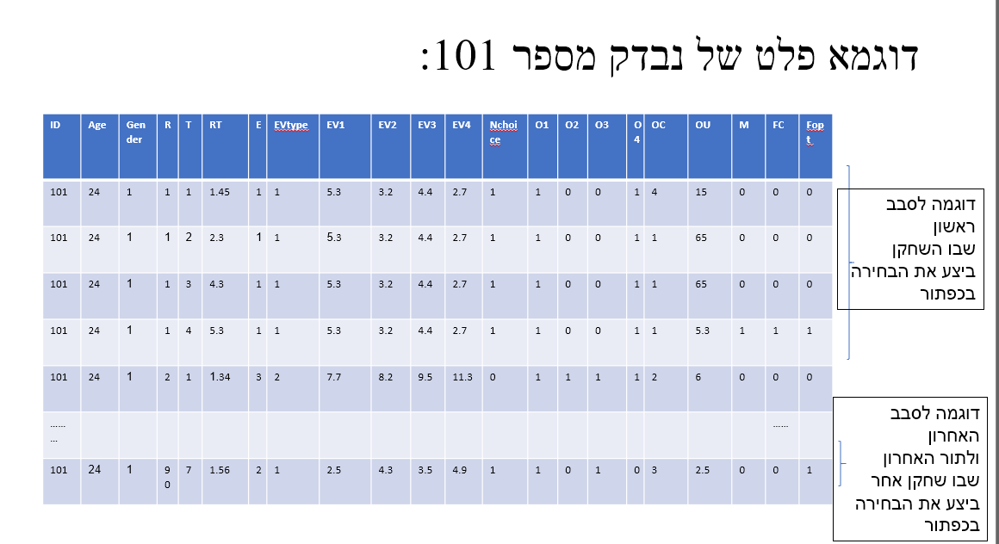 דוגמא פלט של נבדק מספר 101:
ID Age Gen R T RT E EVtype EV1 EV2 EV3 EV4 Nchoi O1 O2 O3 O OC OU M FC Fop
der ce 4 t
101 24 1 1 1 1.45 1 1 5.3 3.2 4.4 2.7 1 1 0 0 1 4 15 0 0 0
101 24 1 1 2 2.3 1 1 5.3 3.2 4.4 2.7 1 1 0 0 1 1 65 0 0 0
101 24 1 1 3 4.3 1 1 5.3 3.2 4.4 2.7 1 1 0 0 1 1 65 0 0 0
101 24 1 1 4 5.3 1 1 5.3 3.2 4.4 2.7 1 1 0 0 1 1 5.3 1 1 1
101 24 1 2 1 1.34 3 2 7.7 8.2 9.5 11.3 0 1 1 1 1 2 6 0 0 0
...... ......
...
101 24 1 9 7 1.56 2 1 2.5 4.3 3.5 4.9 1 1 0 1 0 3 2.5 0 0 1
0
דוגמה לסבב
ראשון
שבו השחקן
ביצע את הבחירה
בכפתור
דוגמה לסבב
האחרון
ולתור האחרון
שבו שחקן אחר
ביצע את הבחירה
בכפתור